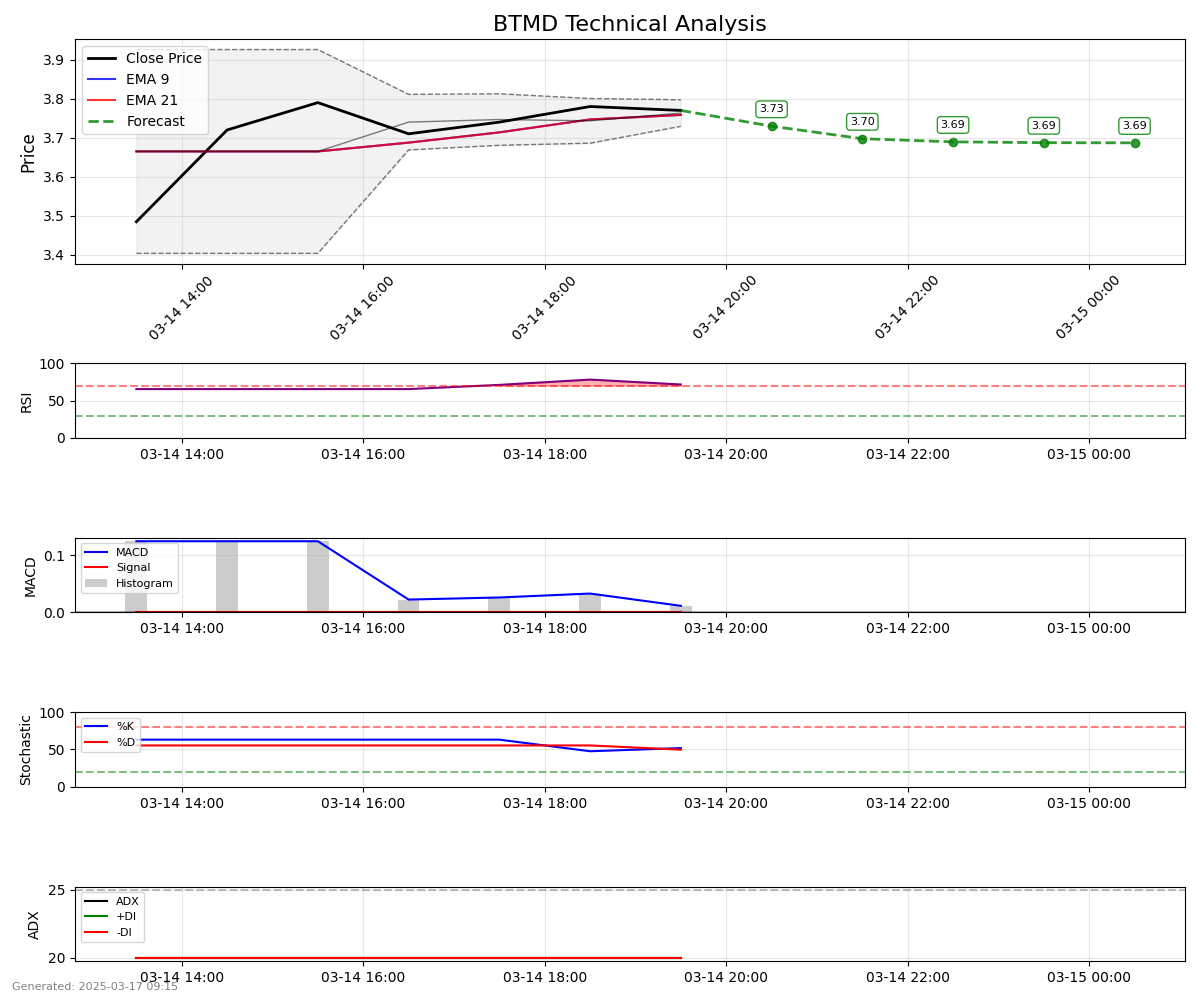 BTMD Technical Analysis
Price
3.9
3.8
3.7
3.6
3.5
3.4
Close Price
EMA 9
EMA 21
Forecast
3.73
3.70
3.69
3.69
3.69
03-14 14:00
03-14 16:00
03-14 18:00
03-14 20:00
03-14 22:00
03-15 00:00
RSI
100
50
0
03-14 14:00
03-14 16:00
03-14 18:00
03-14 20:00
03-14 22:00
03-15 00:00
MACD
0.1
0.0
MACD
Signal
Histogram
03-14 14:00
03-14 16:00
03-14 18:00
03-14 20:00
03-14 22:00
03-15 00:00
Stochastic
100
50
0
%K
%D
03-14 14:00
03-14 16:00
03-14 18:00
03-14 20:00
03-14 22:00
03-15 00:00
ADX
25
20
ADX
+DI
-DI
03-14 14:00
03-14 16:00
03-14 18:00
03-14 20:00
03-14 22:00
03-15 00:00
Generated: 2025-03-17 09:15